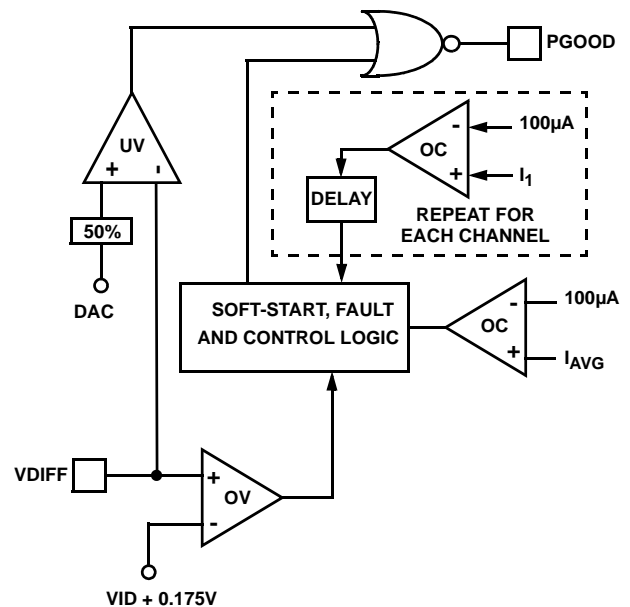 PGOOD
UV
+ -
50%
DAC
-
100µA
OC
+
I1
DELAY
REPEAT FOR
EACH CHANNEL
SOFT-START, FAULT
AND CONTROL LOGIC
-
100µA
OC
+
IAVG
VDIFF
+
OV
-
VID + 0.175V